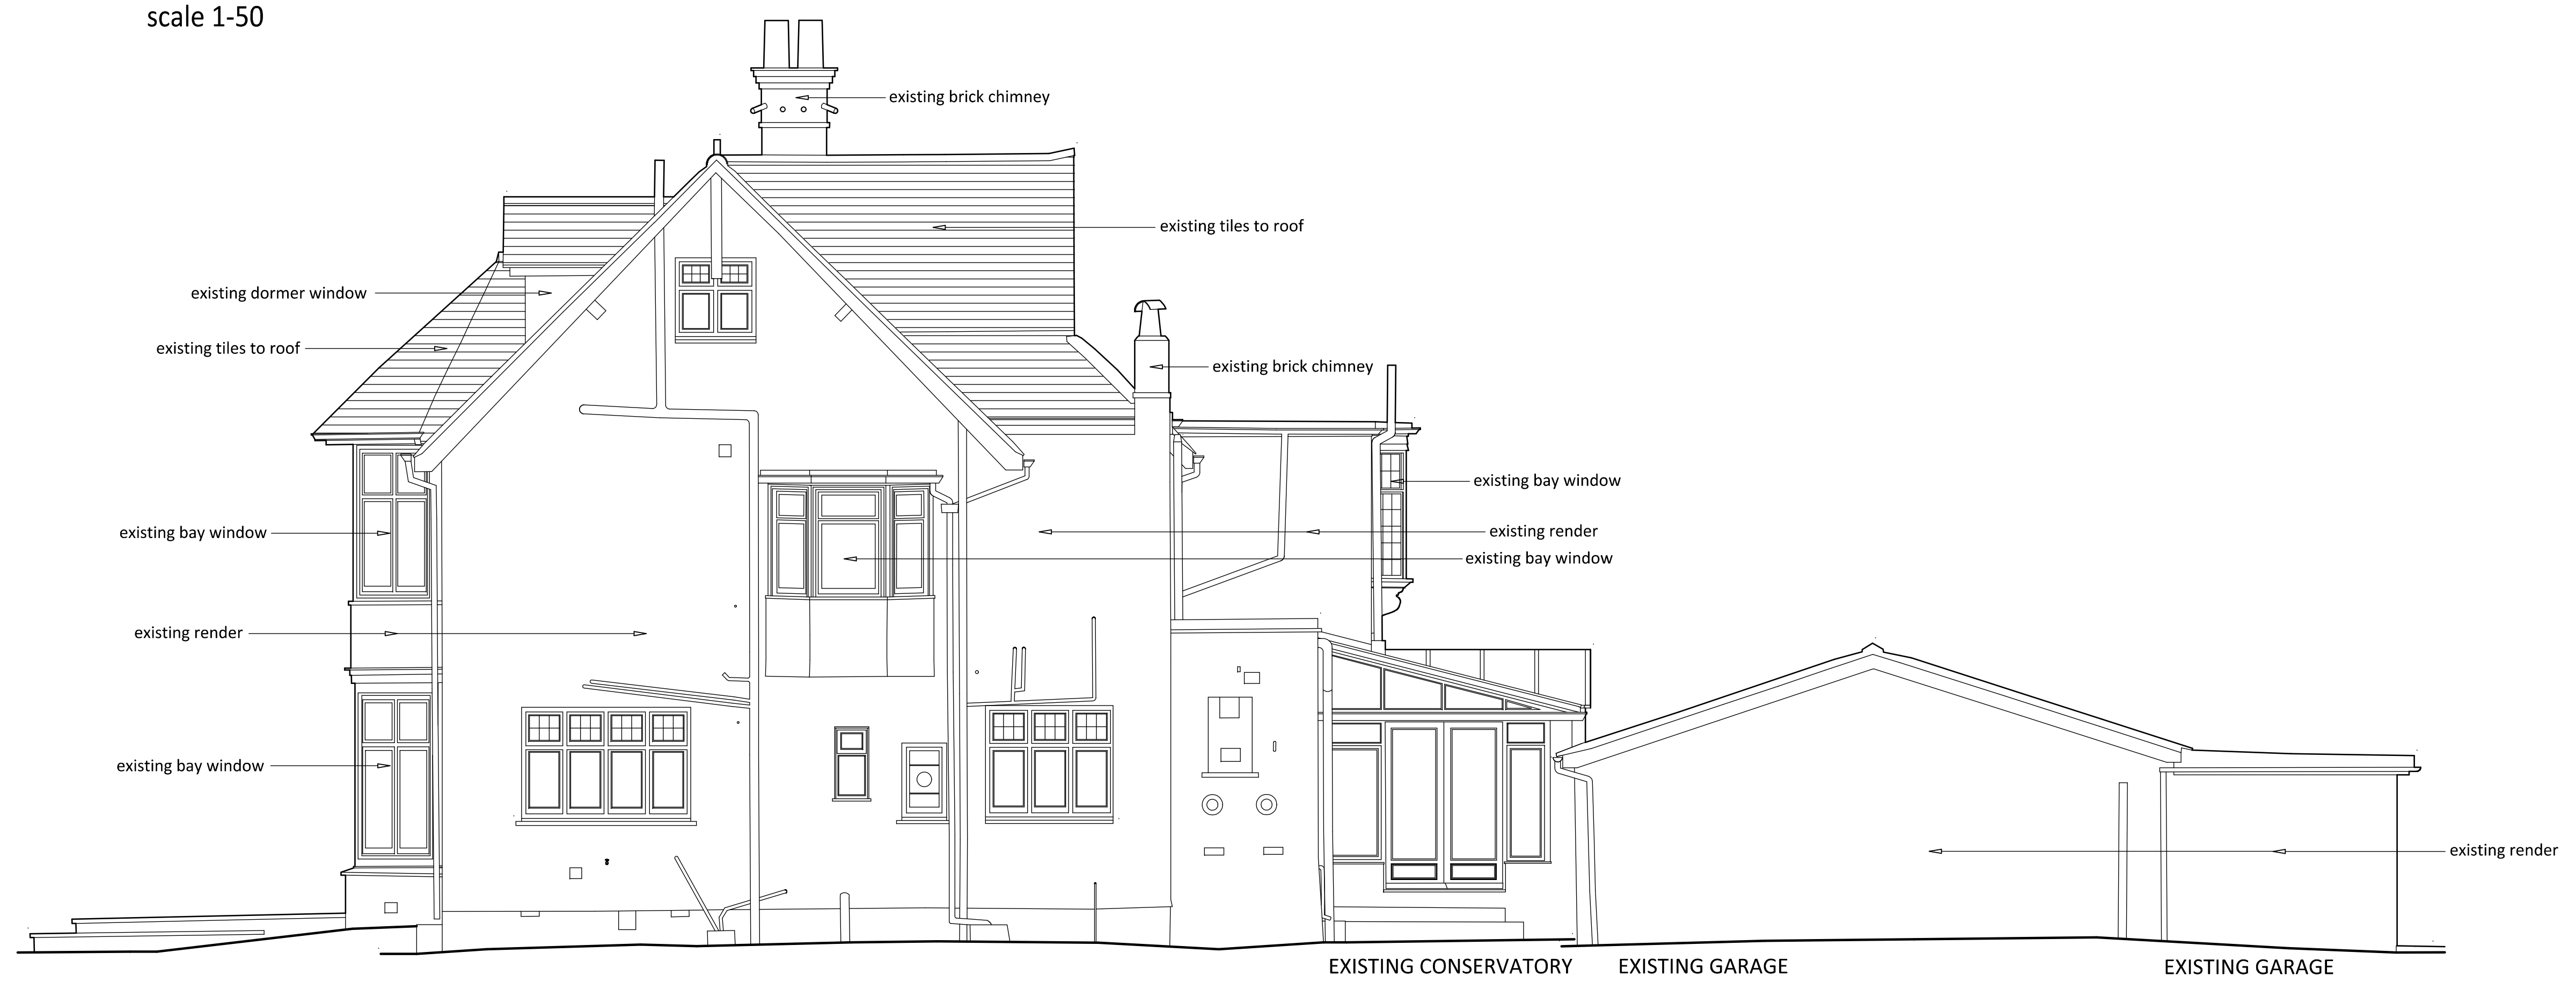 scale 1-50
existing brick chimney
existing tiles to roof
existing dormer window
existing tiles to roof
existing brick chimney
existing bay window
existing bay window
existing render
existing bay window
existing render
existing bay window
existing render
EXISTING CONSERVATORY
EXISTING GARAGE
EXISTING GARAGE